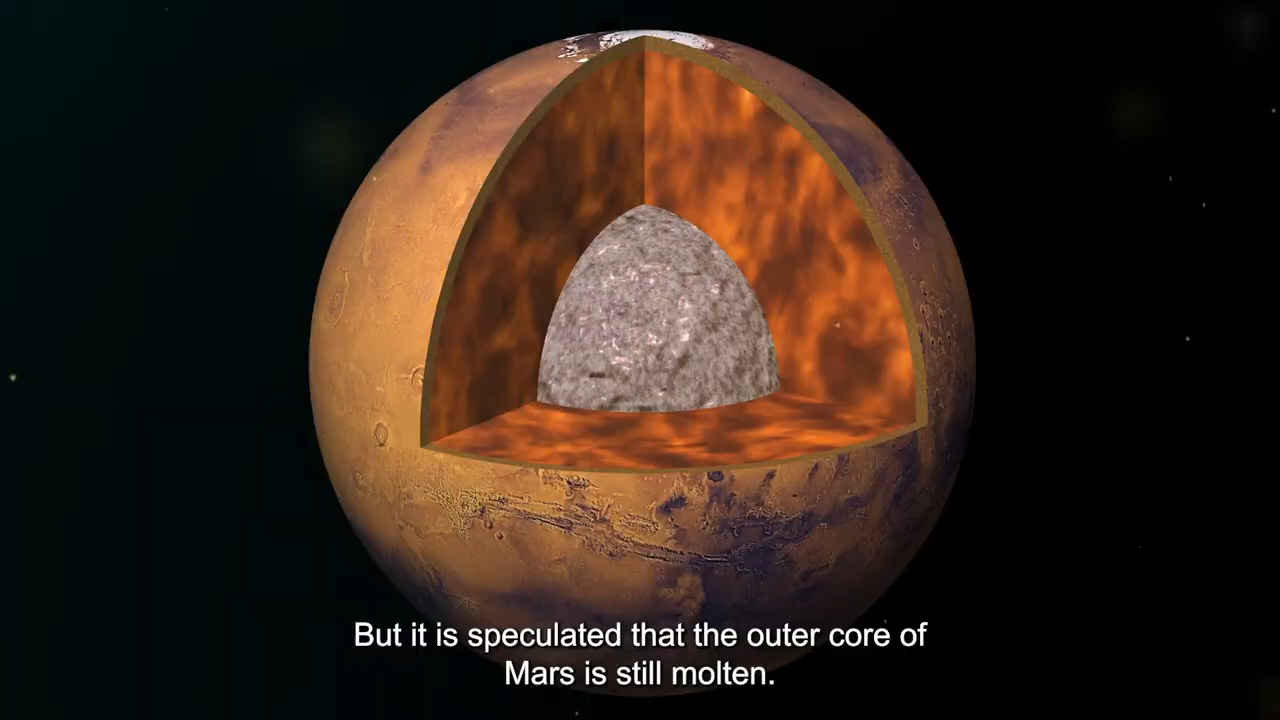 But it is speculated that the outer core of
Mars is still molten.